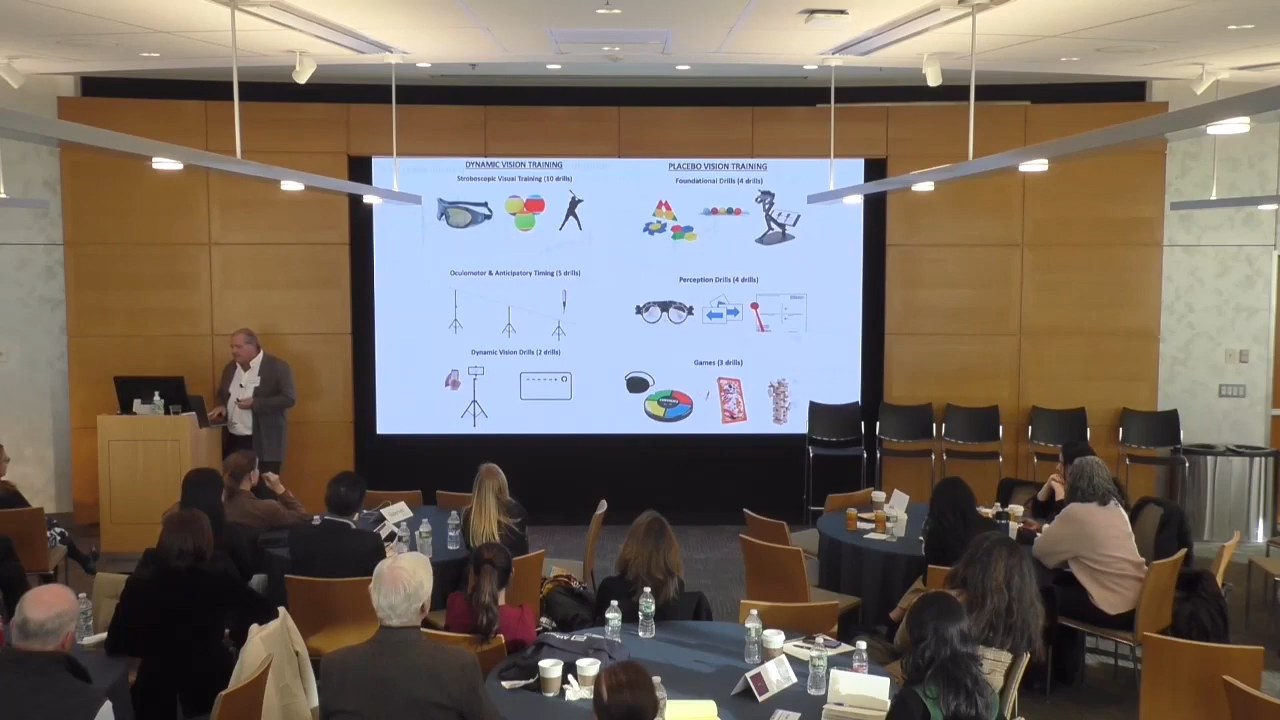 DYNAMIC VISION TRAINING
Stroboscopic Visual Training (10 drills)
Oculomotor & Anticipatory Timing (5 drills)
Dynamic Vision Drills (2 drills)
PLACEBO VISION TRAINING
Foundational Drills (4 drills)
Perception Drills (4 drills)
Games (3 drills)